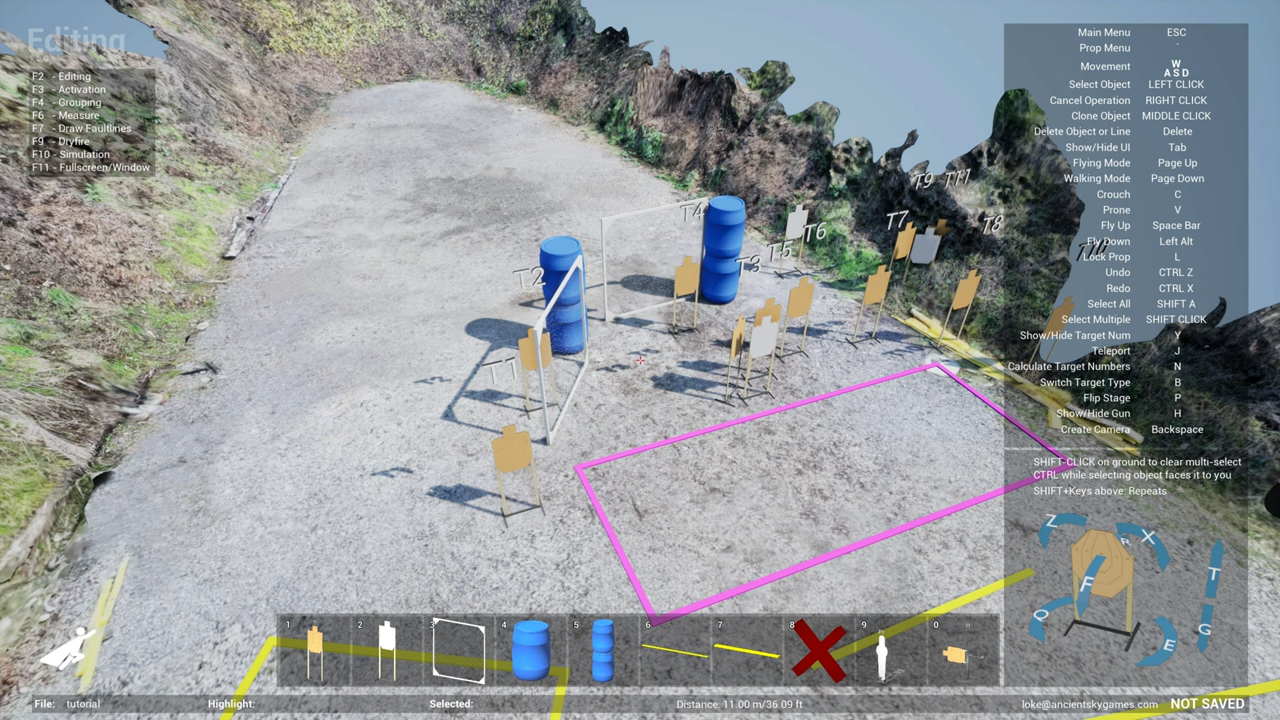 Editing
F2 - Editing
F3 - Activation
F4 - Grouping
F6 - Measure
F7 - Draw Faultlines
F9 - Dryfire
F10 - Simulation
F11 - Fullscreen/Window
Main Menu ESC
Prop Menu `
Movement W A S D
Select Object LEFT CLICK
Cancel Operation RIGHT CLICK
Clone Object MIDDLE CLICK
Delete Object or Line Delete
Show/Hide UI Tab
Flying Mode Page Up
Walking Mode Page Down
Crouch C
Prone V
Fly Up Space Bar
Fly Down Left Alt
Lock Prop L
Undo CTRL Z
Redo CTRL X
Select All SHIFT A
Select Multiple SHIFT CLICK
Show/Hide Target Num Y
Teleport J
Calculate Target Numbers N
Switch Target Type B
Flip Stage P
Show/Hide Gun H
Create Camera Backspace
SHIFT-CLICK on ground to clear multi-select
CTRL while selecting object faces it to you
SHIFT+Keys above: Repeats
Z
X
R
F
T
Q
E
G
T9 T11
T4
T7
T8
T6
T5
T3
T10
T2
T1
1 2 3 4 5 6 7 8 9 0
File: tutorial Highlight: Selected: Distance: 11.00 m/36.09 ft loke@ancientskygames.com NOT SAVED